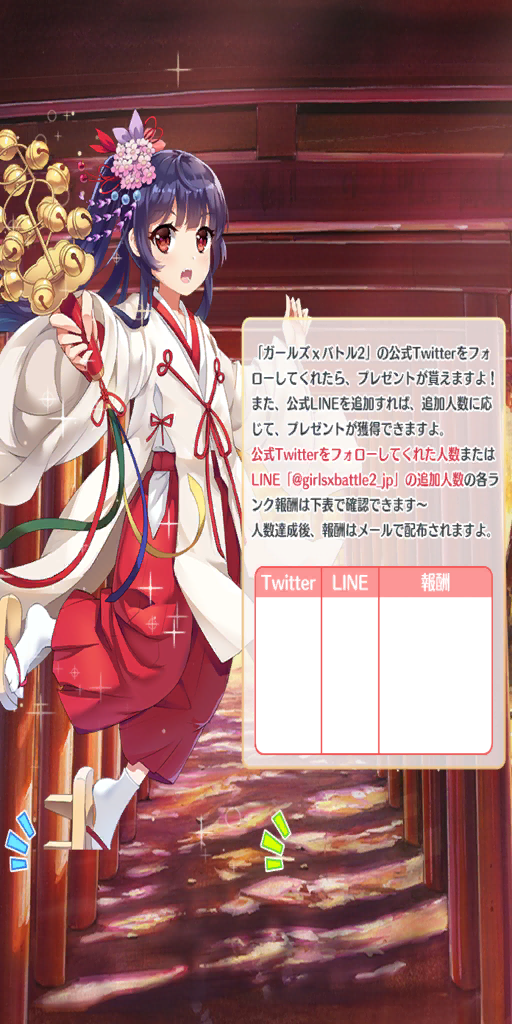 「ガールズｘバトル2」の公式Twitterをフォ
ローしてくれたら、プレゼントが貰えますよ！
また、公式LINEを追加すれば、追加人数に応
じて、プレゼントが獲得できますよ。
公式Twitterをフォローしてくれた人数または
LINE「@girlsxbattle2_jp」の追加人数の各ラ
ンク報酬は下表で確認できます～
人数達成後、報酬はメールで配布されますよ。
Twitter LINE 報酬